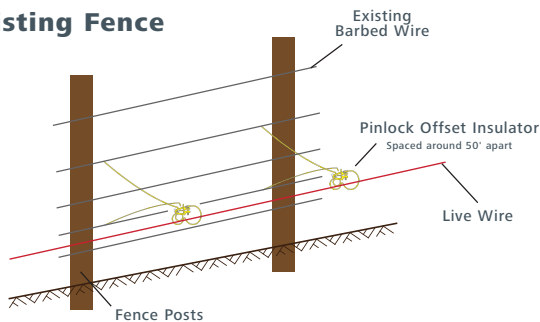 sting Fence
Existing
Barbed Wire
Pinlock Offset Insulator
Spaced around 50' apart
Live Wire
Fence Posts